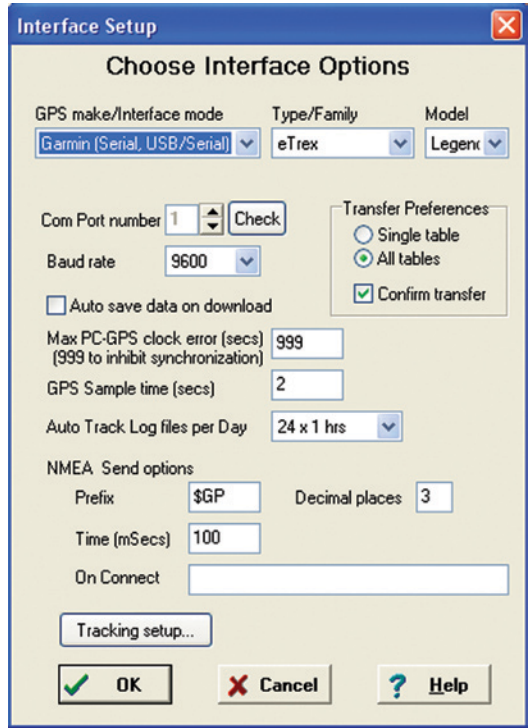 Interface Setup
Choose Interface Options
GPS make/Interface mode Type/Family Model
Garmin (Serial, USB/Serial) eTrex
Com Port number 1 Check
Baud rate 9600
Transfer Preferences
Single table
All tables
Confirm transfer
Auto save data on download
Max PC-GPS clock error (secs) 999
(999 to inhibit synchronization)
GPS Sample time (secs) 2
Auto Track Log files per Day 24 x 1 hrs
NMEA Send options
Prefix $GP Decimal places 3
Time (mSecs) 100
On Connect
Tracking setup...
OK Cancel ? Help